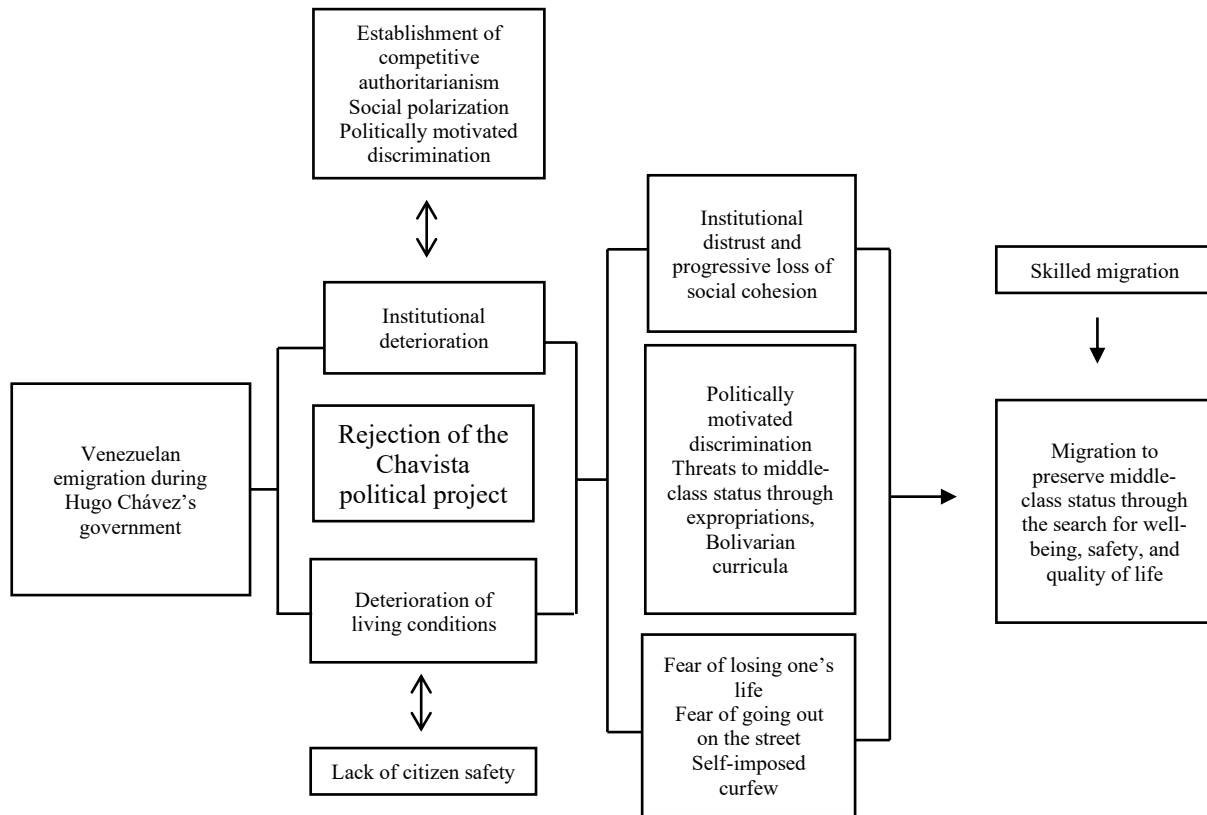 Establishment of
competitive
authoritarianism
Social polarization
Politically motivated
discrimination
Institutional
distrust and
progressive loss of
social cohesion
Skilled migration
Institutional
deterioration
Venezuelan
emigration during
Hugo Chávez’s
government
Rejection of the
Chavista
political project
Politically
motivated
discrimination
Threats to middle-
class status through
expropriations,
Bolivarian
curricula
Migration to
preserve middle-
class status through
the search for well-
being, safety, and
quality of life
Deterioration of
living conditions
Fear of losing one’s
life
Fear of going out
on the street
Self-imposed
curfew
Lack of citizen safety